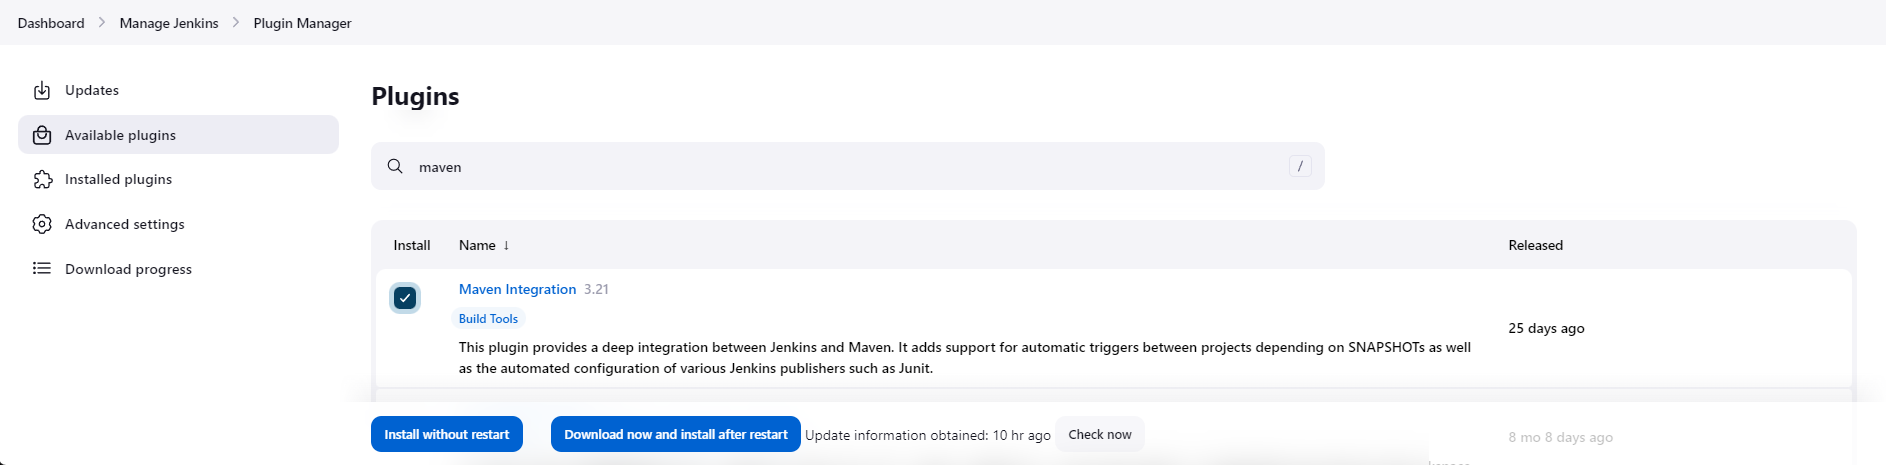 Dashboard > Manage Jenkins > Plugin Manager
Updates
Available plugins
Installed plugins
Advanced settings
Download progress
Plugins
maven /
Install Name ↓ Released
Maven Integration 3.21
Build Tools
25 days ago
This plugin provides a deep integration between Jenkins and Maven. It adds support for automatic triggers between projects depending on SNAPSHOTs as well
as the automated configuration of various Jenkins publishers such as Junit.
Install without restart Download now and install after restart Update information obtained: 10 hr ago Check now
8 mo 8 days ago